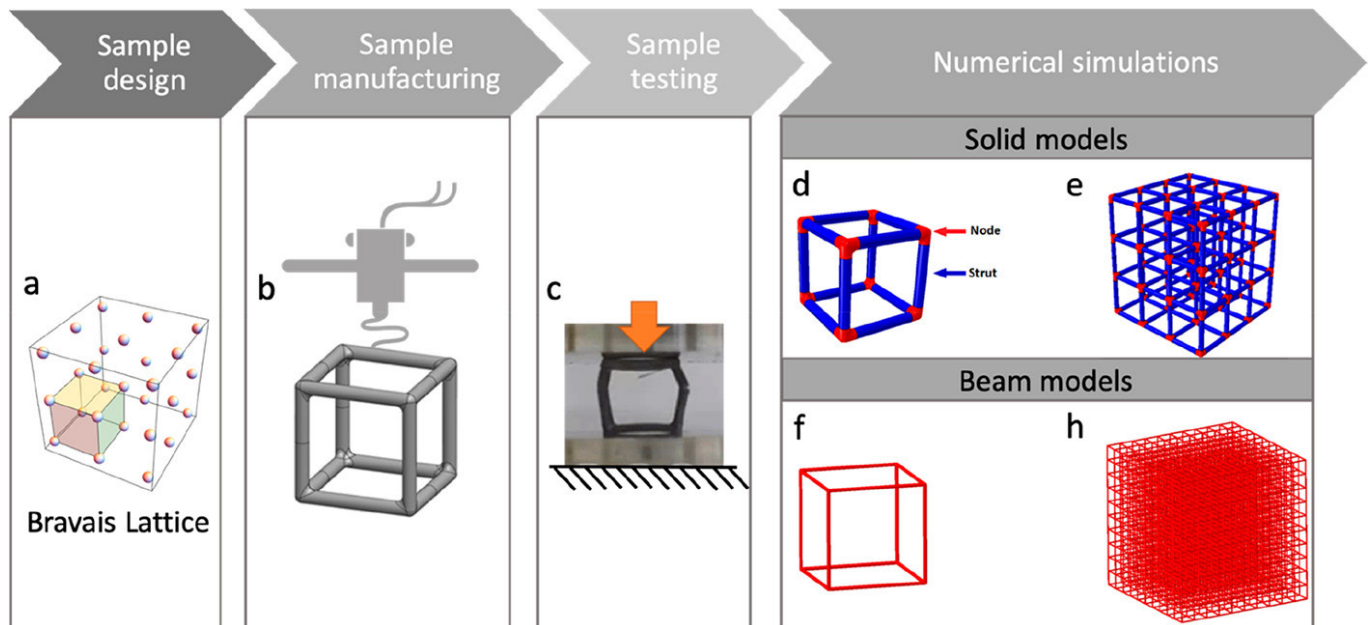 Sample
design
Sample
manufacturing
Sample
testing
Numerical simulations
Solid models
a
Bravais Lattice
b
c
d
Node
Strut
e
Beam models
f
h